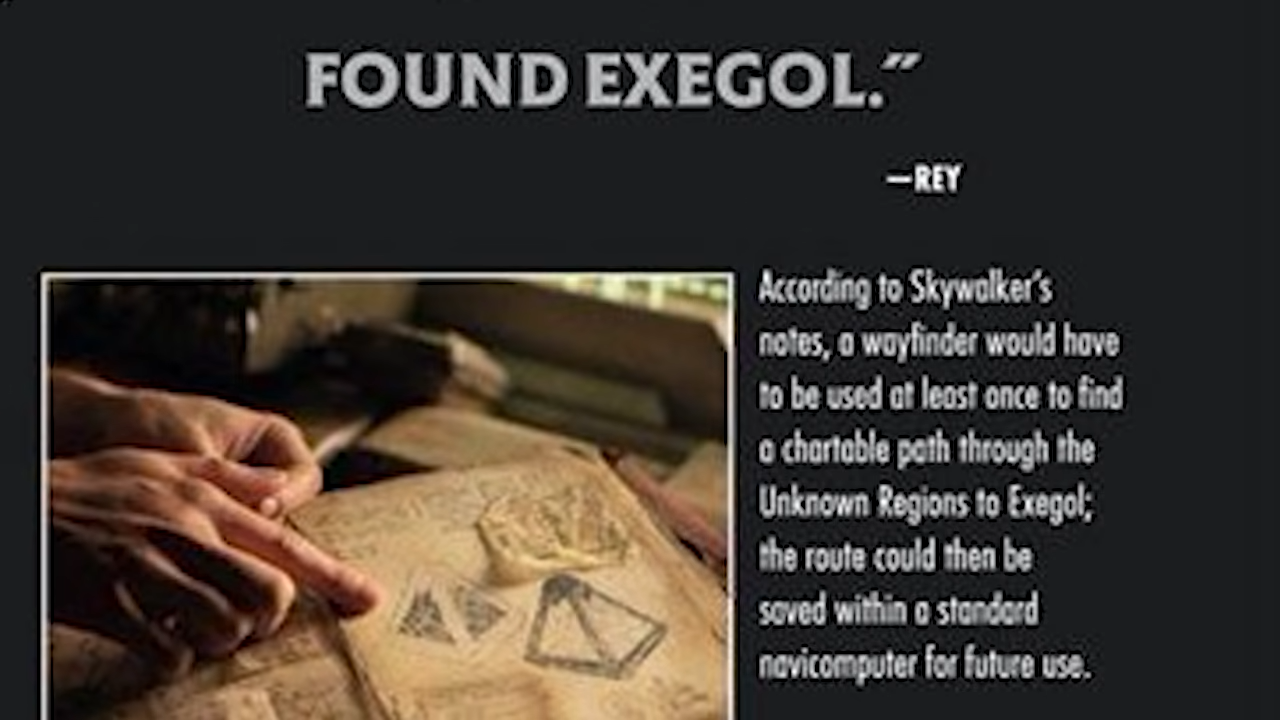 FOUND EXEGOL.”
—REY
According to Skywalker’s
notes, a wayfinder would have
to be used at least once to find
a chartable path through the
Unknown Regions to Exegol;
the route could then be
saved within a standard
navicomputer for future use.